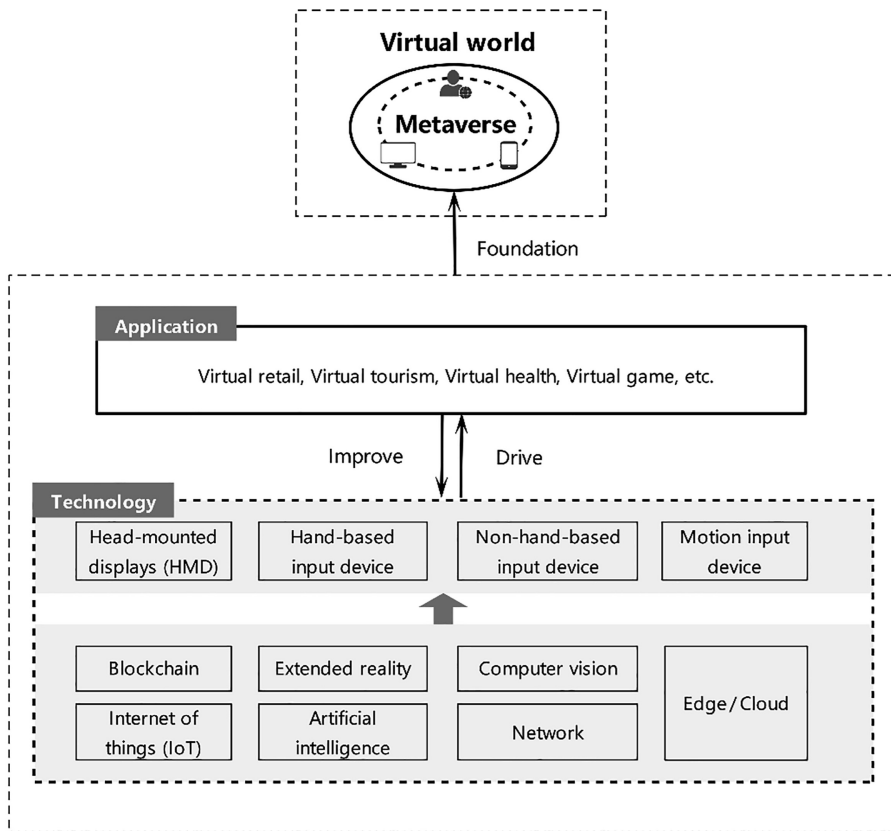 Virtual world
Metaverse
Foundation
Application
Virtual retail, Virtual tourism, Virtual health, Virtual game, etc.
Improve
Drive
Technology
Head-mounted
displays (HMD)
Hand-based
input device
Non-hand-based
input device
Motion input
device
Blockchain
Extended reality
Computer vision
Edge/Cloud
Internet of
things (IoT)
Artificial
intelligence
Network